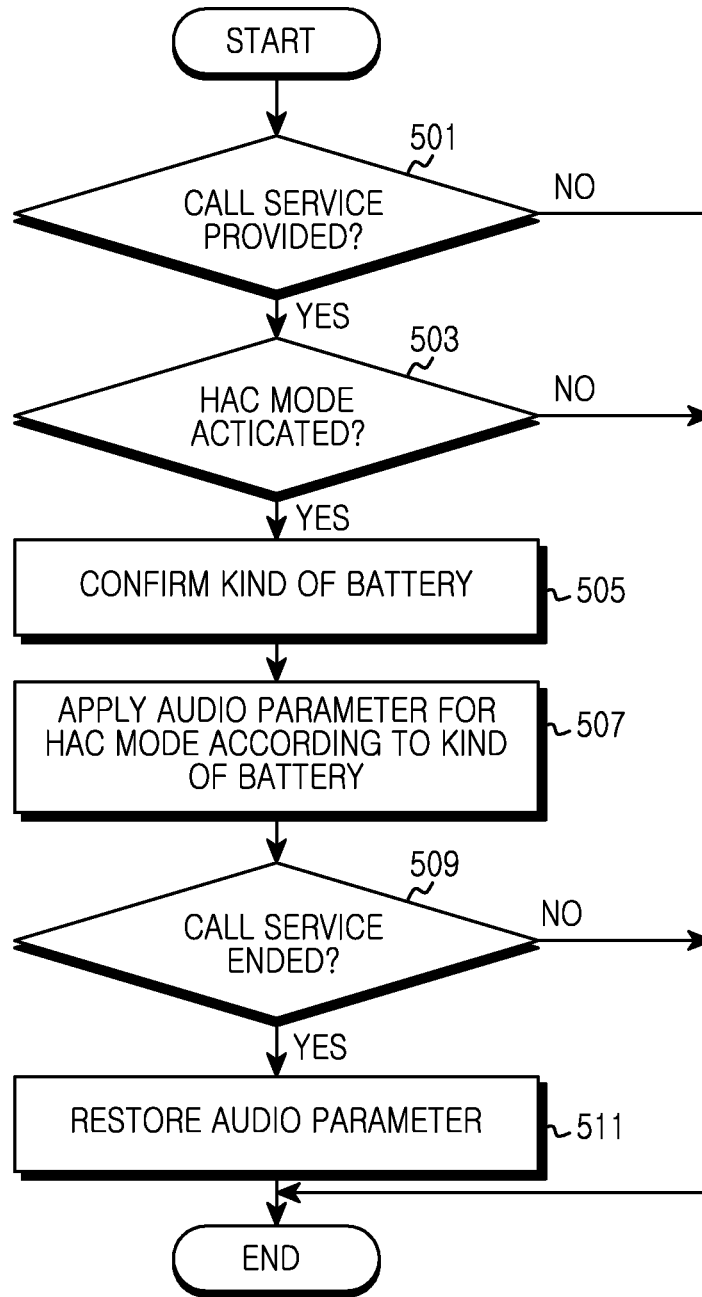 START
501
CALL SERVICE
PROVIDED?
NO
YES
503
HAC MODE
ACTICATED?
NO
YES
CONFIRM KIND OF BATTERY
505
APPLY AUDIO PARAMETER FOR
HAC MODE ACCORDING TO KIND
OF BATTERY
507
509
CALL SERVICE
ENDED?
NO
YES
RESTORE AUDIO PARAMETER
511
END